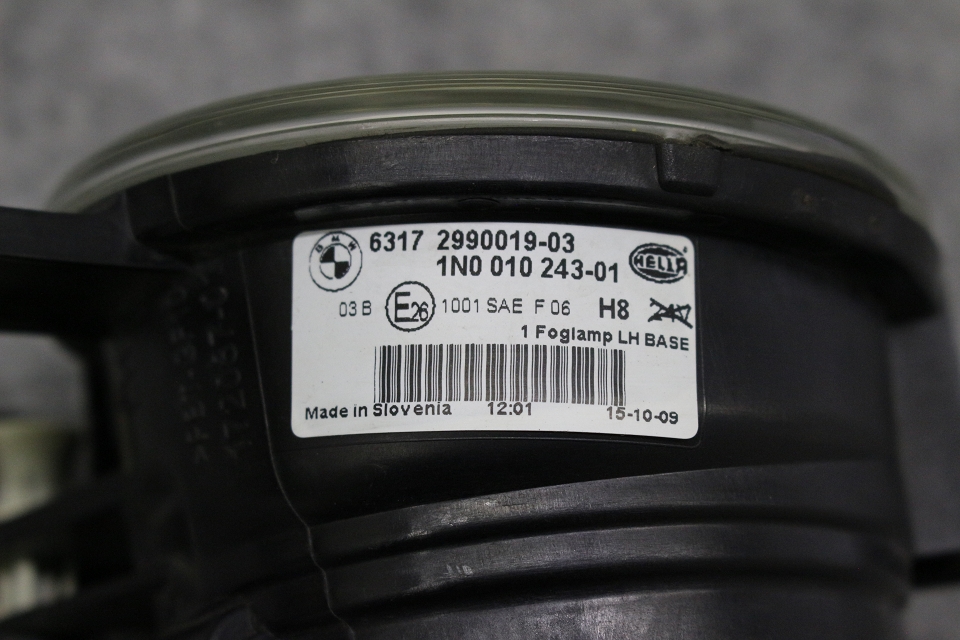 BMW 6317 2990019-03
1N0 010 243-01 HELLA
03 B E26 1001 SAE F 06 H8
1 Foglamp LH BASE
Made in Slovenia 12:01 15-10-09